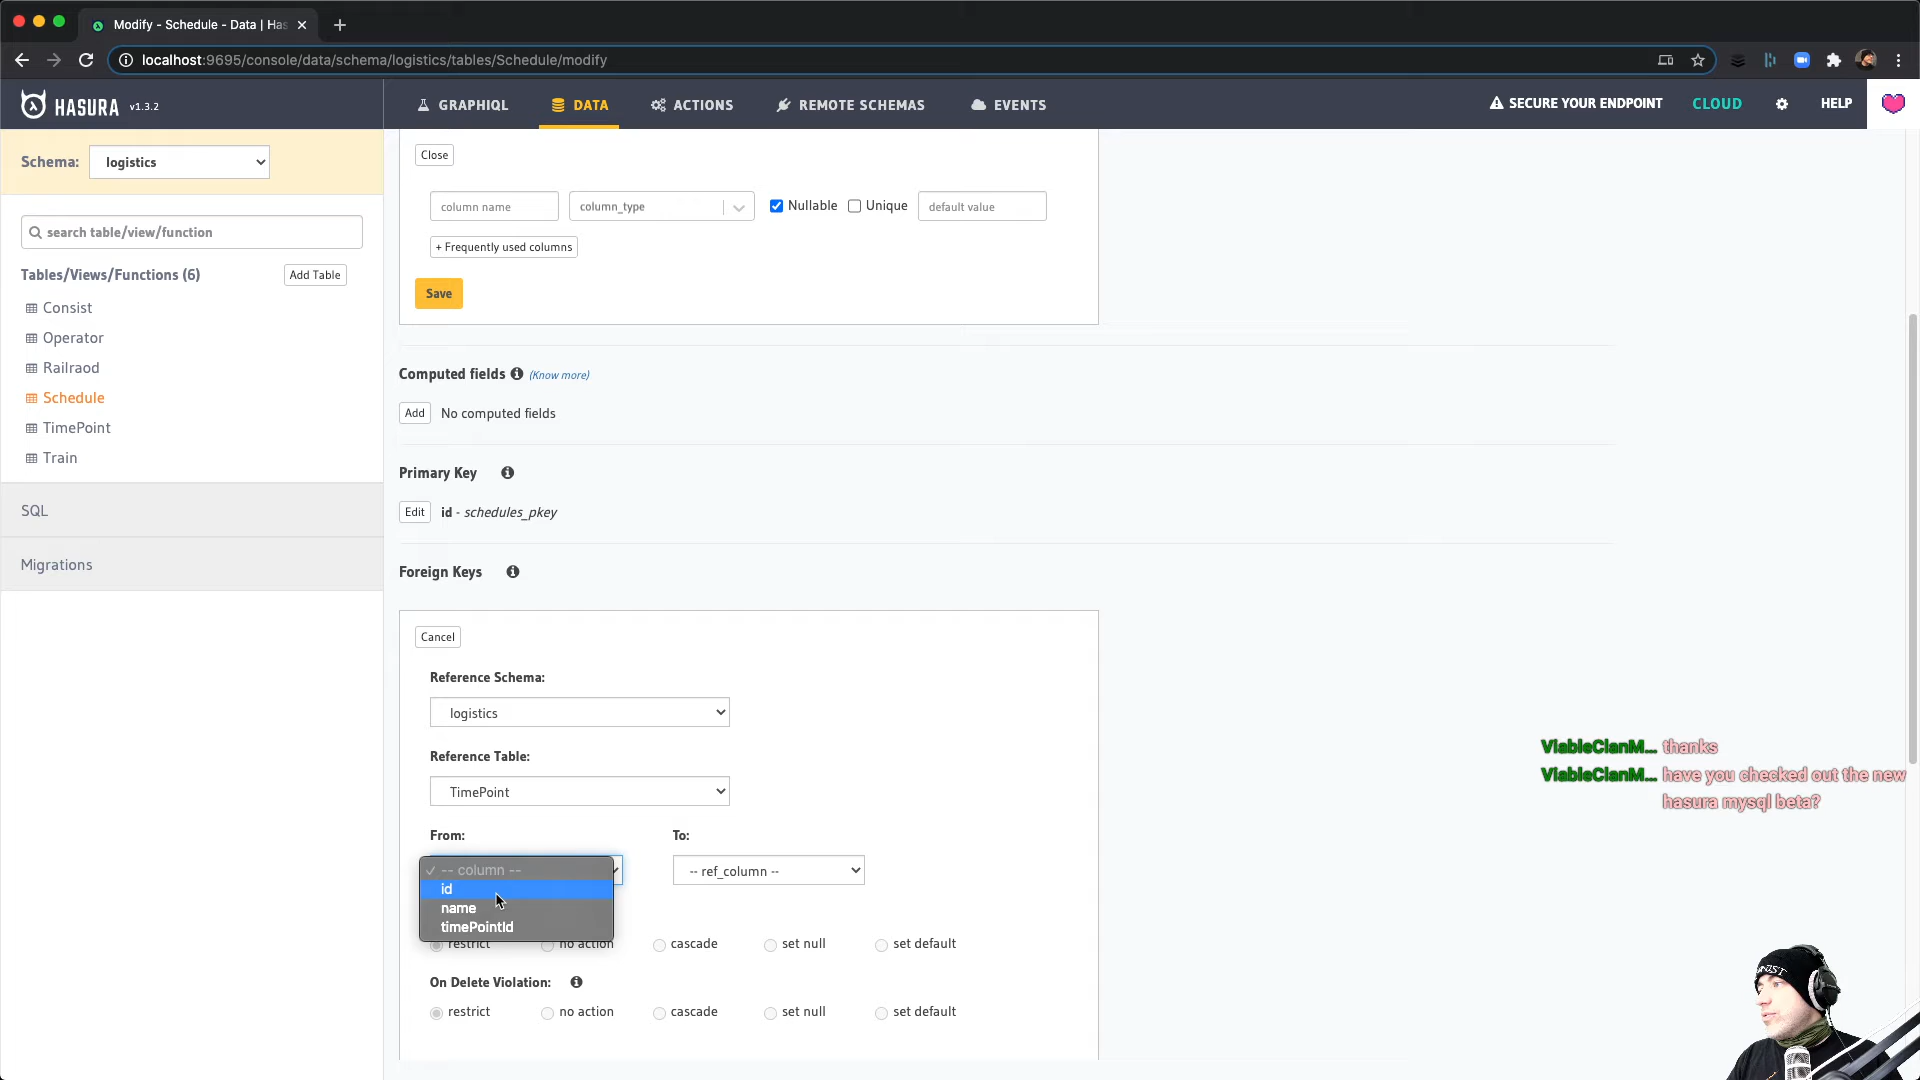 Modify - Schedule - Data | Has
localhost:9695/console/data/schema/logistics/tables/Schedule/modify
HASURA v1.3.2
GRAPHIQL
DATA
ACTIONS
REMOTE SCHEMAS
EVENTS
SECURE YOUR ENDPOINT
CLOUD
HELP
Schema:
logistics
search table/view/function
Tables/Views/Functions (6)
Add Table
Consist
Operator
Railraod
Schedule
TimePoint
Train
SQL
Migrations
Close
column name
column_type
Nullable
Unique
default value
+ Frequently used columns
Save
Computed fields (Know more)
Add No computed fields
Primary Key
Edit id - schedules_pkey
Foreign Keys
Cancel
Reference Schema:
logistics
Reference Table:
TimePoint
From:
To:
-- column --
id
name
timePointId
-- ref_column --
restrict no action cascade set null set default
On Delete Violation:
restrict no action cascade set null set default
ViableClanM... thanks
ViableClanM... have you checked out the new
hasura mysql beta?